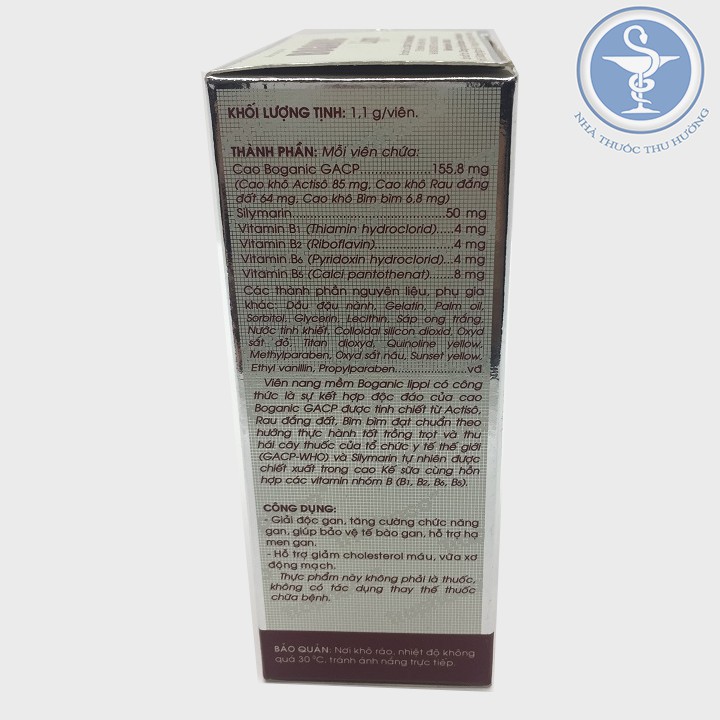 NHÀ THUỐC THU HƯỜNG
KHỐI LƯỢNG TỊNH: 1,1 g/viên.
THÀNH PHẦN: Mỗi viên chứa:
Cao Boganic GACP.......................155,8 mg
(Cao khô Actisô 85 mg, Cao khô Rau đắng
đất 64 mg, Cao khô Bìm bìm 6,8 mg)
Silymarin.......................................50 mg
Vitamin B1 (Thiamin hydroclorid).....4 mg
Vitamin B2 (Riboflavin)....................4 mg
Vitamin B6 (Pyridoxin hydroclorid)...4 mg
Vitamin B5 (Calci pantothenat)........8 mg
Các thành phần nguyên liệu, phụ gia
khác: Dầu đậu nành, Gelatin, Palm oil,
Sorbitol, Glycerin, Lecithin, Sáp ong trắng,
Nước tinh khiết, Colloidal silicon dioxid, Oxyd
sắt đỏ, Titan dioxyd, Quinoline yellow,
Methylparaben, Oxyd sắt nâu, Sunset yellow,
Ethyl vanillin, Propylparaben...................vđ
Viên nang mềm Boganic lippi có công
thức là sự kết hợp độc đáo của cao
Boganic GACP được tinh chiết từ Actisô,
Rau đắng đất, Bìm bìm đạt chuẩn theo
hướng thực hành tốt trồng trọt và thu
hái cây thuốc của tổ chức y tế thế giới
(GACP-WHO) và Silymarin tự nhiên được
chiết xuất trong cao Kế sữa cùng hỗn
hợp các vitamin nhóm B (B1, B2, B6, B5).
CÔNG DỤNG:
- Giải độc gan, tăng cường chức năng
gan, giúp bảo vệ tế bào gan, hỗ trợ hạ
men gan.
- Hỗ trợ giảm cholesterol máu, vữa xơ
động mạch.
Thực phẩm này không phải là thuốc,
không có tác dụng thay thế thuốc
chữa bệnh.
BẢO QUẢN: Nơi khô ráo, nhiệt độ không
quá 30 °C, tránh ánh nắng trực tiếp.